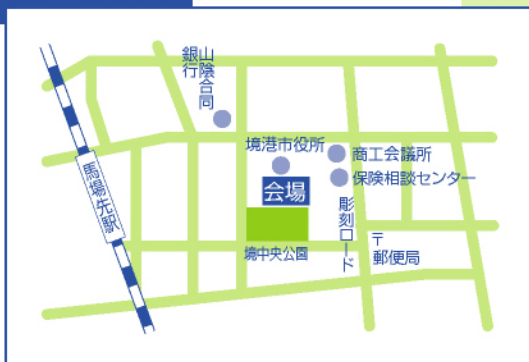 山陰合同
銀行
境港市役所
商工会議所
保険相談センター
会場
馬場先駅
彫刻ロード
〒
郵便局
境中央公園